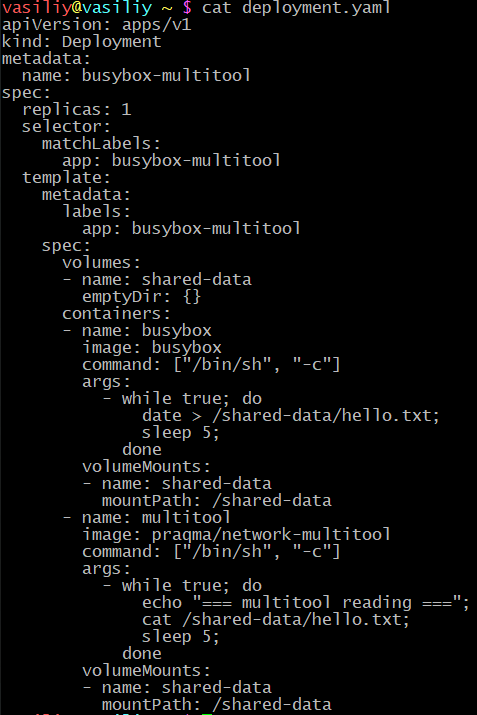 vasiliy@vasiliy ~ $ cat deployment.yaml
apiVersion: apps/v1
kind: Deployment
metadata:
  name: busybox-multitool
spec:
  replicas: 1
  selector:
    matchLabels:
      app: busybox-multitool
  template:
    metadata:
      labels:
        app: busybox-multitool
    spec:
      volumes:
      - name: shared-data
        emptyDir: {}
      containers:
      - name: busybox
        image: busybox
        command: ["/bin/sh", "-c"]
        args:
          - while true; do
              date > /shared-data/hello.txt;
              sleep 5;
            done
        volumeMounts:
        - name: shared-data
          mountPath: /shared-data
      - name: multitool
        image: praqma/network-multitool
        command: ["/bin/sh", "-c"]
        args:
          - while true; do
              echo "=== multitool reading ===";
              cat /shared-data/hello.txt;
              sleep 5;
            done
        volumeMounts:
        - name: shared-data
          mountPath: /shared-data